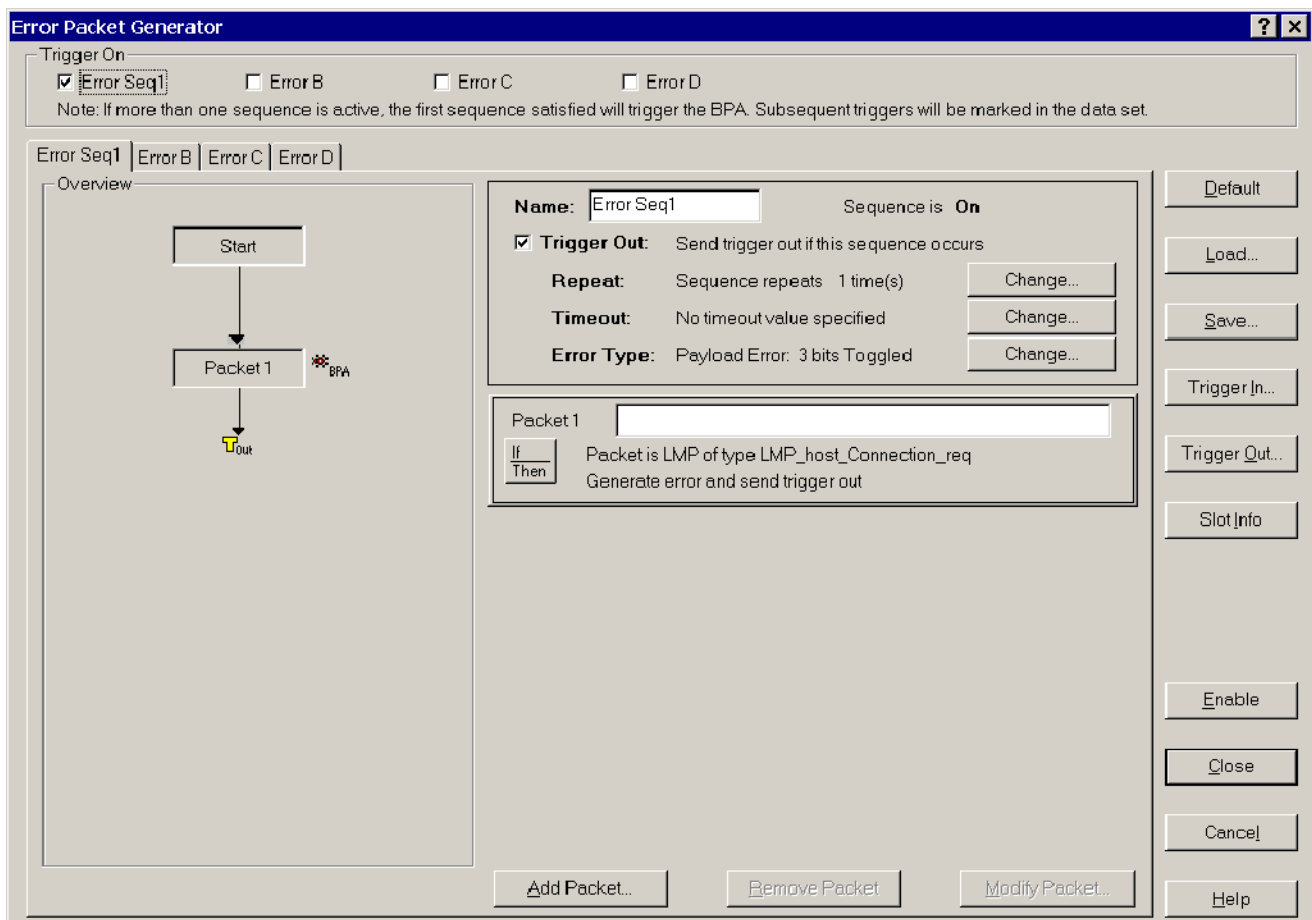 Error Packet Generator
Trigger On
Error Seq1 Error B Error C Error D
Note: If more than one sequence is active, the first sequence satisfied will trigger the BPA. Subsequent triggers will be marked in the data set.
Error Seq1 Error B Error C Error D
Overview
Start
Packet 1
BPA
TOut
Name: Error Seq1 Sequence is On
Trigger Out: Send trigger out if this sequence occurs
Repeat: Sequence repeats 1 time(s) Change...
Timeout: No timeout value specified Change...
Error Type: Payload Error: 3 bits Toggled Change...
Packet 1
If
Then
Packet is LMP of type LMP_host_Connection_req
Generate error and send trigger out
Add Packet... Remove Packet Modify Packet...
Default
Load...
Save...
Trigger In...
Trigger Out...
Slot Info
Enable
Close
Cancel
Help